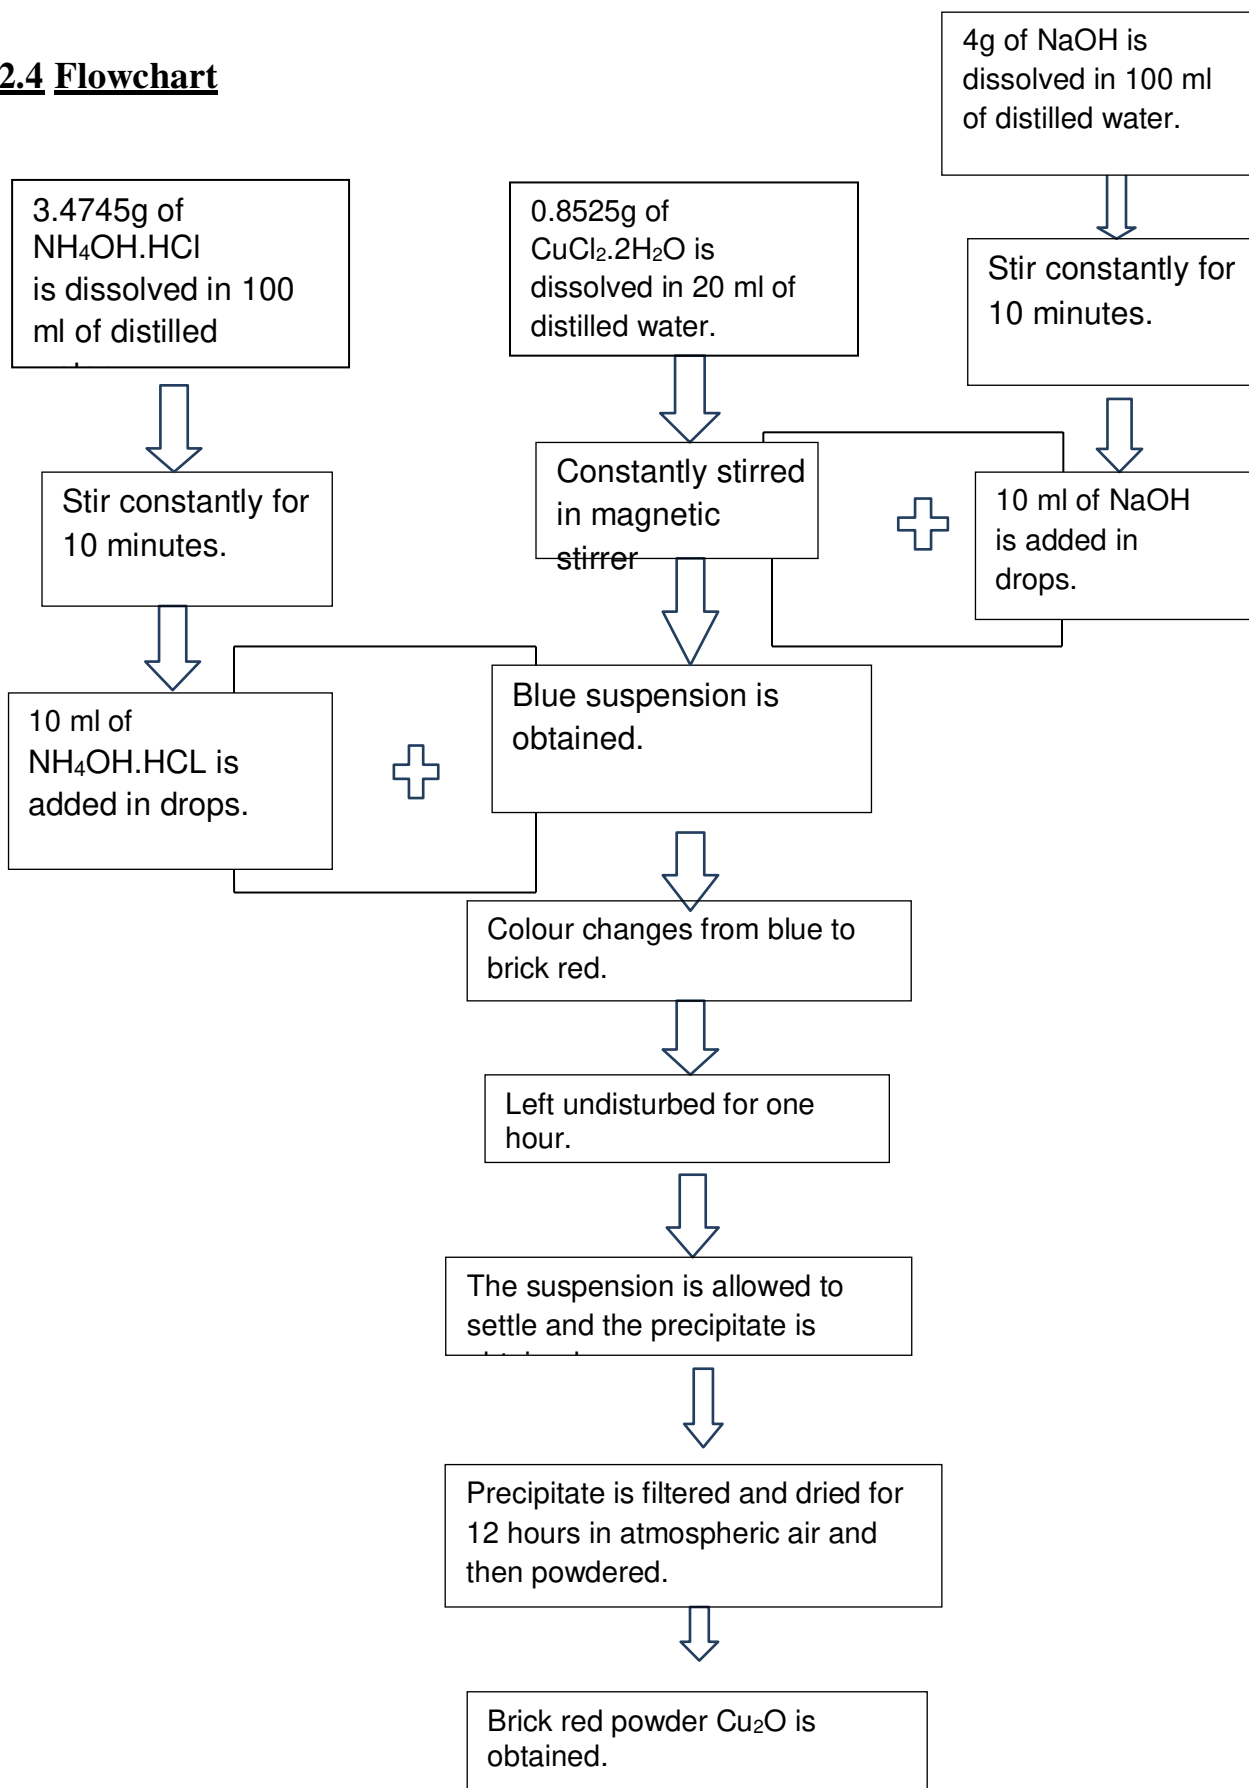 2.4 Flowchart
4g of NaOH is
dissolved in 100 ml
of distilled water.
3.4745g of
NH₄OH.HCl
is dissolved in 100
ml of distilled
0.8525g of
CuCl₂.2H₂O is
dissolved in 20 ml of
distilled water.
Stir constantly for
10 minutes.
Stir constantly for
10 minutes.
Constantly stirred
in magnetic
stirrer
10 ml of NaOH
is added in
drops.
10 ml of
NH₄OH.HCL is
added in drops.
Blue suspension is
obtained.
Colour changes from blue to
brick red.
Left undisturbed for one
hour.
The suspension is allowed to
settle and the precipitate is
Precipitate is filtered and dried for
12 hours in atmospheric air and
then powdered.
Brick red powder Cu₂O is
obtained.